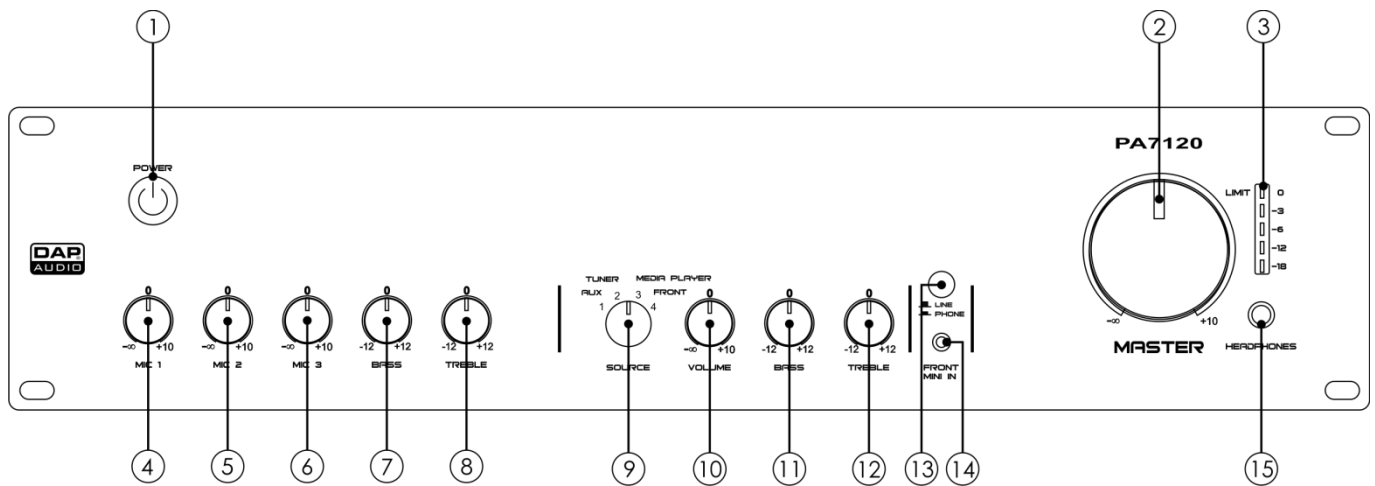 1
2
3
POWER
PA7120
LIMIT 0
-3
-6
-12
-18
DAP®
AUDIO
TUNER MEDIA PLAYER
AUX FRONT
1 2 3 4
0 0 0 0 0 0 0 0
LINE
PHONE
-∞ +10 -∞ +10 -∞ +10 -12 +12 -12 +12 -∞ +10 -12 +12 -12 +12
-∞ +10
MIC 1 MIC 2 MIC 3 BASS TREBLE SOURCE VOLUME BASS TREBLE
FRONT
MINI IN
MASTER
HEADPHONES
4 5 6 7 8 9 10 11 12 13 14 15